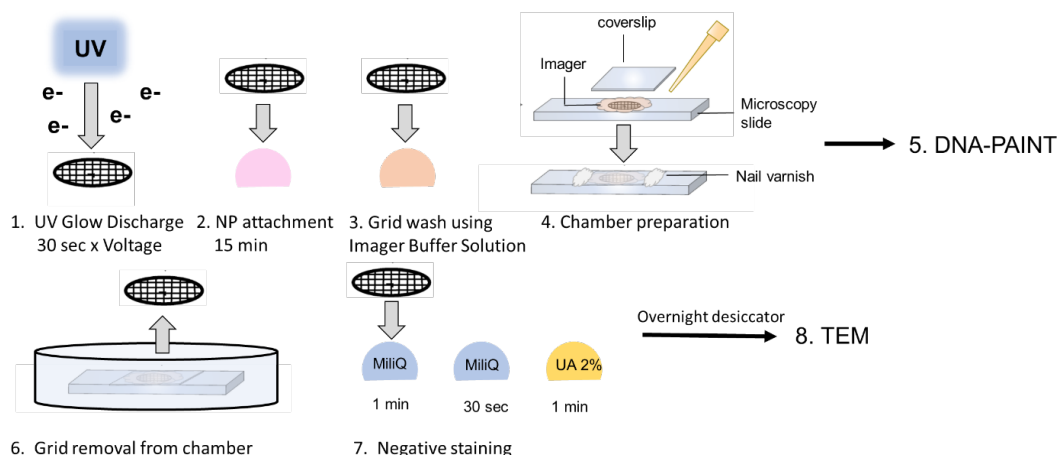 UV
e-
e-
e-
e-
1. UV Glow Discharge
30 sec x Voltage
2. NP attachment
15 min
3. Grid wash using
Imager Buffer Solution
coverslip
Imager
Microscopy
slide
Nail varnish
4. Chamber preparation
5. DNA-PAINT
6. Grid removal from chamber
MiliQ
MiliQ
UA 2%
1 min
30 sec
1 min
7. Negative staining
Overnight desiccator
8. TEM